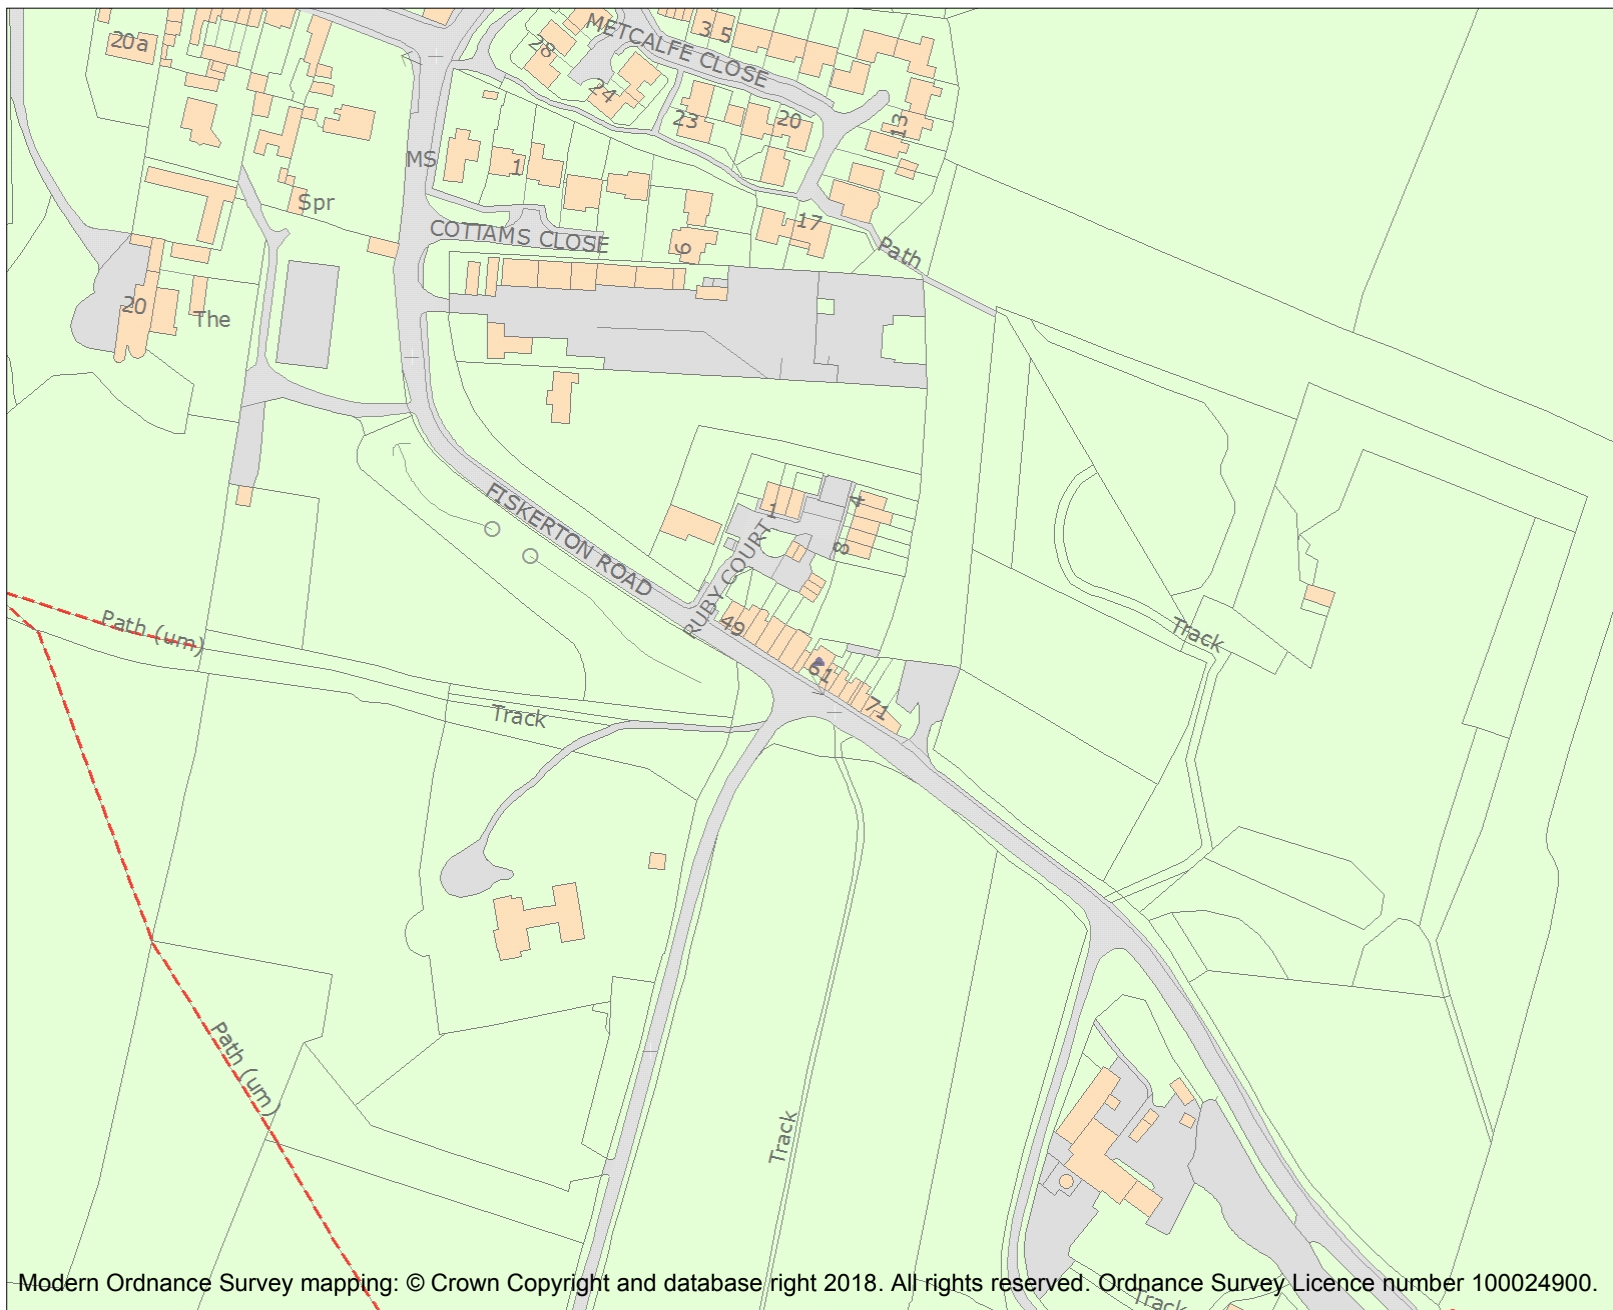 METCALFE CLOSE
3 5
20a
28
24
23
20
13
MS
1
Spr
17
COTTAMS CLOSE
6
Path
20
The
4
1
FISKERTON ROAD
8
RUBY COURT
49
Path (um)
Track
61
71
Track
Path (um)
Track
Modern Ordnance Survey mapping: © Crown Copyright and database right 2018. All rights reserved. Ordnance Survey Licence number 100024900.
Track